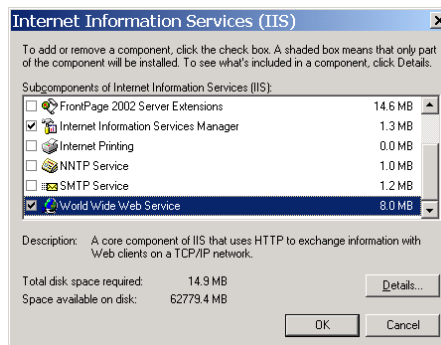 Internet Information Services (IIS)
To add or remove a component, click the check box. A shaded box means that only part
of the component will be installed. To see what's included in a component, click Details.
Subcomponents of Internet Information Services (IIS):
FrontPage 2002 Server Extensions 14.6 MB
Internet Information Services Manager 1.3 MB
Internet Printing 0.0 MB
NNTP Service 1.0 MB
SMTP Service 1.2 MB
World Wide Web Service 8.0 MB
Description: A core component of IIS that uses HTTP to exchange information with
Web clients on a TCP/IP network.
Total disk space required: 14.9 MB
Space available on disk: 62779.4 MB
Details...
OK Cancel